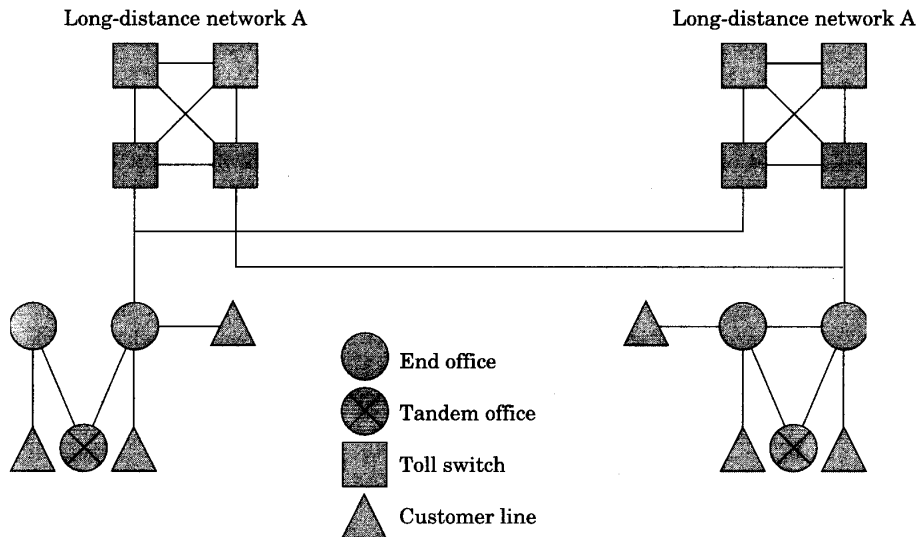 Long-distance network A
Long-distance network A
End office
Tandem office
Toll switch
Customer line